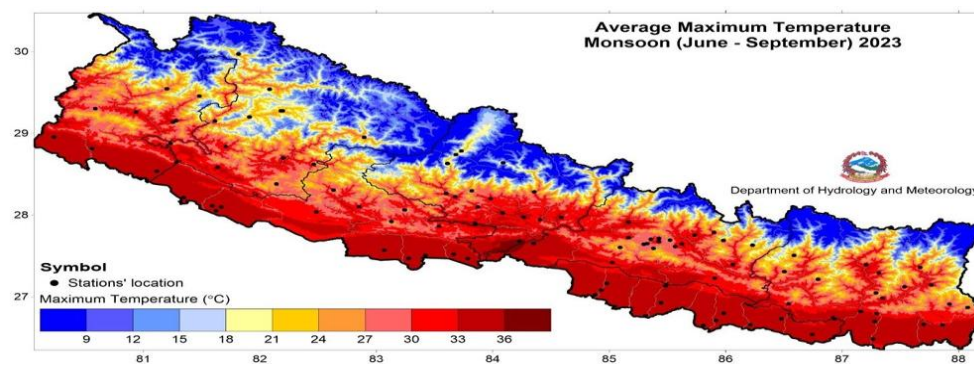 Average Maximum Temperature
Monsoon (June - September) 2023
30
29
28
27
Department of Hydrology and Meteorology
Symbol
Stations' location
Maximum Temperature (°C)
9 12 15 18 21 24 27 30 33 36
81 82 83 84 85 86 87 88